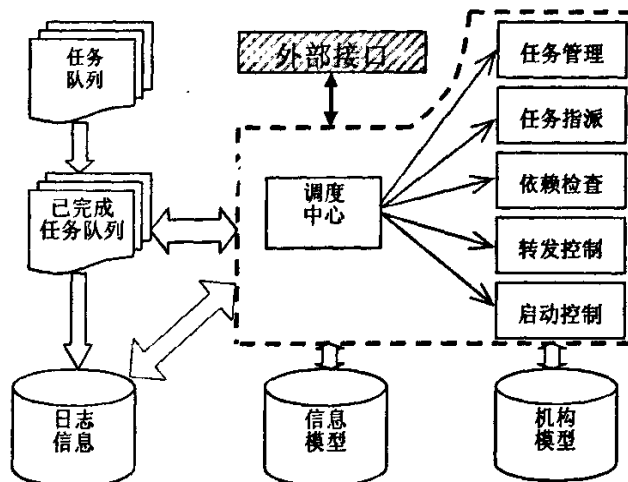 任务
队列
外部接口
任务管理
任务指派
依赖检查
转发控制
启动控制
调度
中心
已完成
任务队列
日志
信息
信息
模型
机构
模型